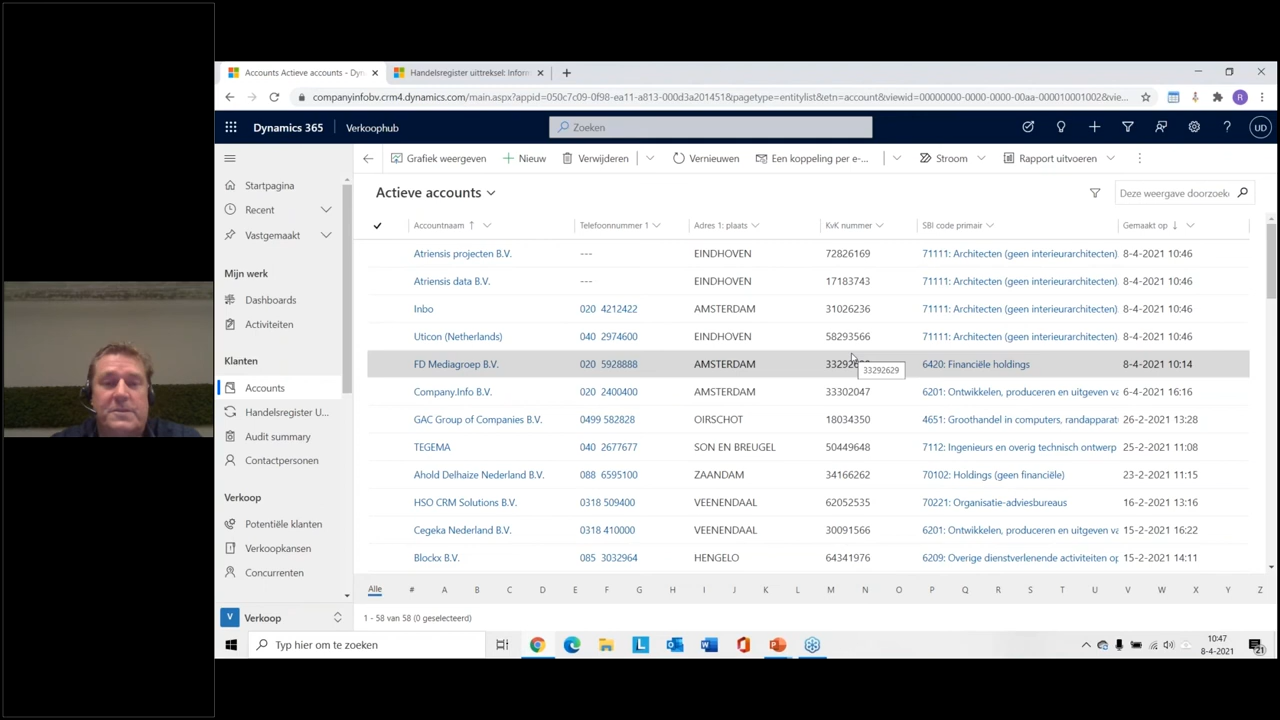 Accounts Actieve accounts - Dyn
Handelsregister uittreksel: Inform
companyinfobv.crm4.dynamics.com/main.aspx?appid=050c7c09-0f98-ea11-a813-000d3a201451&pagetype=entitylist&etn=account&viewid=00000000-0000-0000-00aa-000010001002&vie...
R
Dynamics 365 Verkoophub Zoeken UD
Grafiek weergeven Nieuw Verwijderen Vernieuwen Een koppeling per e-... Stroom Rapport uitvoeren
Startpagina
Recent
Vastgemaakt
Mijn werk
Dashboards
Activiteiten
Klanten
Accounts
Handelsregister U...
Audit summary
Contactpersonen
Verkoop
Potentiële klanten
Verkoopkansen
Concurrenten
V Verkoop
Actieve accounts
Deze weergave doorzoeke
Accountnaam Telefoonnummer 1 Adres 1: plaats KvK nummer SBI code primair Gemaakt op
Atriensis projecten B.V. --- EINDHOVEN 72826169 71111: Architecten (geen interieurarchitecten) 8-4-2021 10:46
Atriensis data B.V. --- EINDHOVEN 17183743 71111: Architecten (geen interieurarchitecten) 8-4-2021 10:46
Inbo 020 4212422 AMSTERDAM 31026236 71111: Architecten (geen interieurarchitecten) 8-4-2021 10:46
Uticon (Netherlands) 040 2974600 EINDHOVEN 58293566 71111: Architecten (geen interieurarchitecten) 8-4-2021 10:46
FD Mediagroep B.V. 020 5928888 AMSTERDAM 33292629 6420: Financiële holdings 8-4-2021 10:14
33292629
Company.Info B.V. 020 2400400 AMSTERDAM 33302047 6201: Ontwikkelen, produceren en uitgeven va 6-4-2021 16:16
GAC Group of Companies B.V. 0499 582828 OIRSCHOT 18034350 4651: Groothandel in computers, randapparat 26-2-2021 13:28
TEGEMA 040 2677677 SON EN BREUGEL 50449648 7112: Ingenieurs en overig technisch ontwerp 25-2-2021 11:08
Ahold Delhaize Nederland B.V. 088 6595100 ZAANDAM 34166262 70102: Holdings (geen financiële) 23-2-2021 11:15
HSO CRM Solutions B.V. 0318 509400 VEENENDAAL 62052535 70221: Organisatie-adviesbureaus 16-2-2021 13:16
Cegeka Nederland B.V. 0318 410000 VEENENDAAL 30091566 6201: Ontwikkelen, produceren en uitgeven va 15-2-2021 16:22
Blockx B.V. 085 3032964 HENGELO 64341976 6209: Overige dienstverlenende activiteiten op 15-2-2021 14:11
Alle # A B C D E F G H I J K L M N O P Q R S T U V W X Y Z
1 - 58 van 58 (0 geselecteerd)
Typ hier om te zoeken
L
10:47
8-4-2021
21